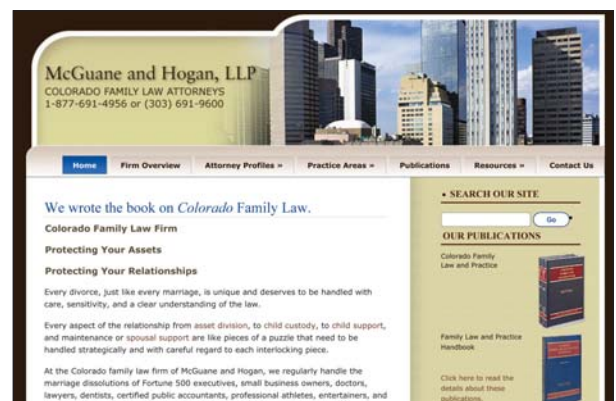 McGuane and Hogan, LLP
COLORADO FAMILY LAW ATTORNEYS
1-877-691-4956 or (303) 691-9600
Home Firm Overview Attorney Profiles » Practice Areas » Publications Resources » Contact Us
We wrote the book on Colorado Family Law.
Colorado Family Law Firm
Protecting Your Assets
Protecting Your Relationships
Every divorce, just like every marriage, is unique and deserves to be handled with
care, sensitivity, and a clear understanding of the law.
Every aspect of the relationship from asset division, to child custody, to child support,
and maintenance or spousal support are like pieces of a puzzle that need to be
handled strategically and with careful regard to each interlocking piece.
At the Colorado family law firm of McGuane and Hogan, we regularly handle the
marriage dissolutions of Fortune 500 executives, small business owners, doctors,
lawyers, dentists, certified public accountants, professional athletes, entertainers, and
• SEARCH OUR SITE
Go
OUR PUBLICATIONS
Colorado Family
Law and Practice
Family Law and Practice
Handbook
Click here to read the
details about these
publications.